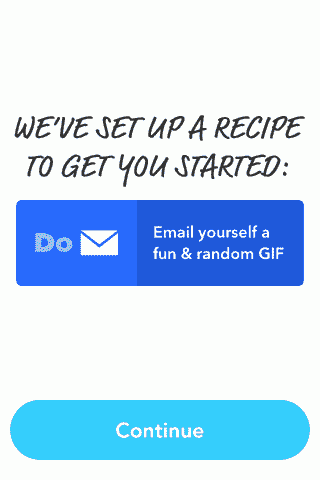 WE'VE SET UP A RECIPE
TO GET YOU STARTED:
Do
Email yourself a
fun & random GIF
Continue